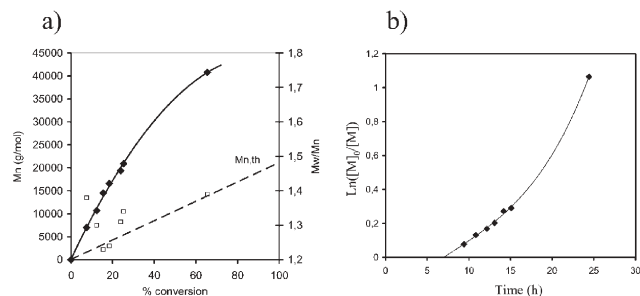 a)
b)
45000
40000
35000
30000
25000
20000
15000
10000
5000
0
Mn (g/mol)
0 20 40 60 80 100
% conversion
1,8
1,7
1,6
1,5
1,4
1,3
1,2
Mw/Mn
Mn,th
1,2
1
0,8
0,6
0,4
0,2
0
Ln([M]0/[M])
0 5 10 15 20 25 30
Time (h)